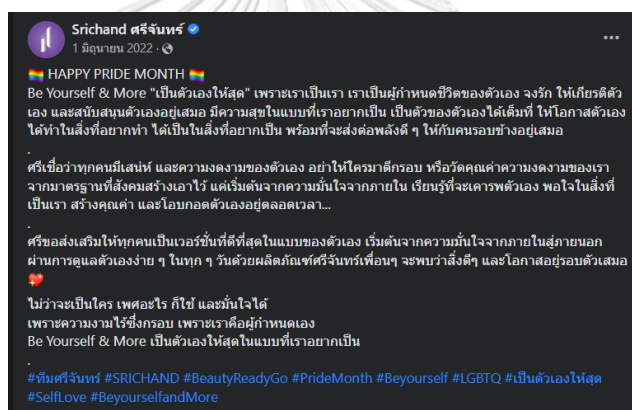 Srichand ศรีจันทร์
1 มิถุนายน 2022 ·
🏳️‍🌈 HAPPY PRIDE MONTH 🏳️‍🌈
Be Yourself & More "เป็นตัวเองให้สุด" เพราะเราเป็นเรา เราเป็นผู้กำหนดชีวิตของตัวเอง จงรัก ให้เกียรติตัว
เอง และสนับสนุนตัวเองอยู่เสมอ มีความสุขในแบบที่เราอยากเป็น เป็นตัวของตัวเองได้เต็มที่ ให้โอกาสตัวเอง
ได้ทำในสิ่งที่อยากทำ ได้เป็นในสิ่งที่อยากเป็น พร้อมที่จะส่งต่อพลังดี ๆ ให้กับคนรอบข้างอยู่เสมอ
.
ศรีเชื่อว่าทุกคนมีเสน่ห์ และความงดงามของตัวเอง อย่าให้ใครมาตีกรอบ หรือวัดคุณค่าความงดงามของเรา
จากมาตรฐานที่สังคมสร้างเอาไว้ แค่เริ่มต้นจากความมั่นใจจากภายใน เรียนรู้ที่จะเคารพตัวเอง พอใจในสิ่งที่
เป็นเรา สร้างคุณค่า และโอบกอดตัวเองอยู่ตลอดเวลา...
.
ศรีขอส่งเสริมให้ทุกคนเป็นเวอร์ชั่นที่ดีที่สุดในแบบของตัวเอง เริ่มต้นจากความมั่นใจจากภายในสู่ภายนอก
ผ่านการดูแลตัวเองง่าย ๆ ในทุก ๆ วันด้วยผลิตภัณฑ์ศรีจันทร์เพื่อนๆ จะพบว่าสิ่งดีๆ และโอกาสอยู่รอบตัวเสมอ
💖
ไม่ว่าจะเป็นใคร เพศอะไร ก็ใช้ และมั่นใจได้
เพราะความงามไร้ซึ่งกรอบ เพราะเราคือผู้กำหนดเอง
Be Yourself & More เป็นตัวเองให้สุดในแบบที่เราอยากเป็น
.
#ทีมศรีจันทร์ #SRICHAND #BeautyReadyGo #PrideMonth #Beyourself #LGBTQ #เป็นตัวเองให้สุด
#SelfLove #BeyourselfandMore